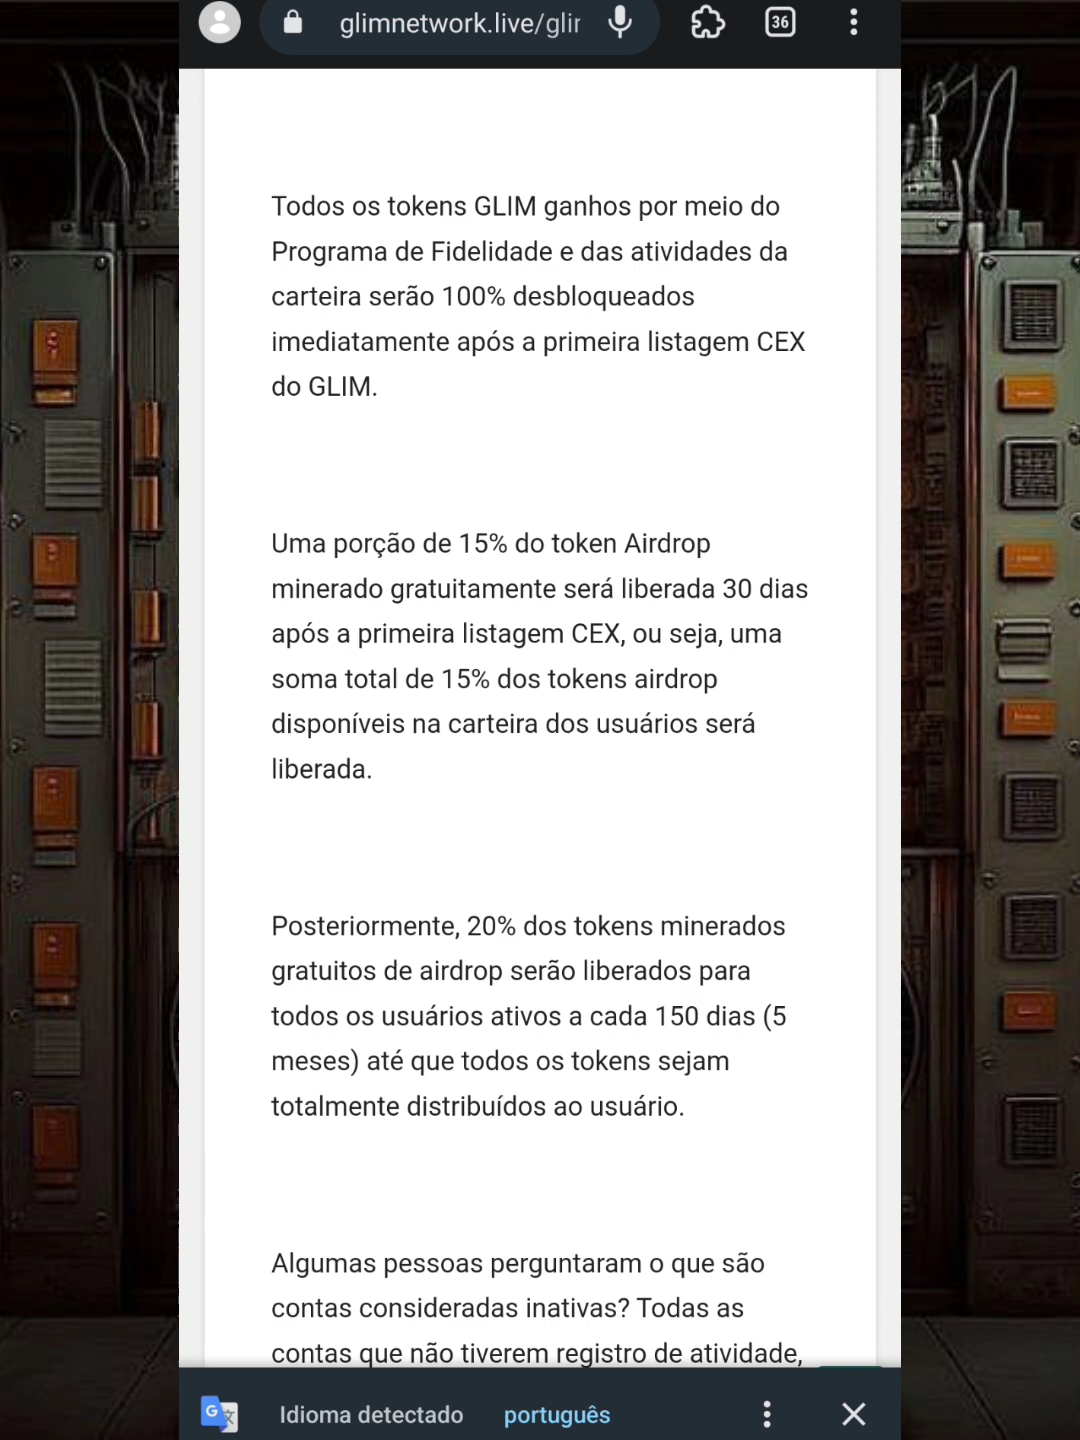 glimnetwork.live/glir
36
Todos os tokens GLIM ganhos por meio do
Programa de Fidelidade e das atividades da
carteira serão 100% desbloqueados
imediatamente após a primeira listagem CEX
do GLIM.
Uma porção de 15% do token Airdrop
minerado gratuitamente será liberada 30 dias
após a primeira listagem CEX, ou seja, uma
soma total de 15% dos tokens airdrop
disponíveis na carteira dos usuários será
liberada.
Posteriormente, 20% dos tokens minerados
gratuitos de airdrop serão liberados para
todos os usuários ativos a cada 150 dias (5
meses) até que todos os tokens sejam
totalmente distribuídos ao usuário.
Algumas pessoas perguntaram o que são
contas consideradas inativas? Todas as
contas que não tiverem registro de atividade,
Idioma detectado português